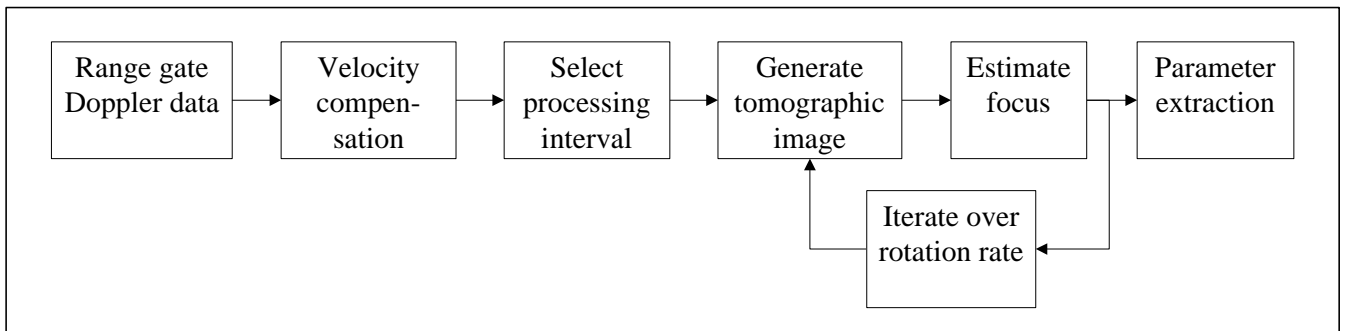 Range gate
Doppler data
Velocity
compen-
sation
Select
processing
interval
Generate
tomographic
image
Estimate
focus
Parameter
extraction
Iterate over
rotation rate